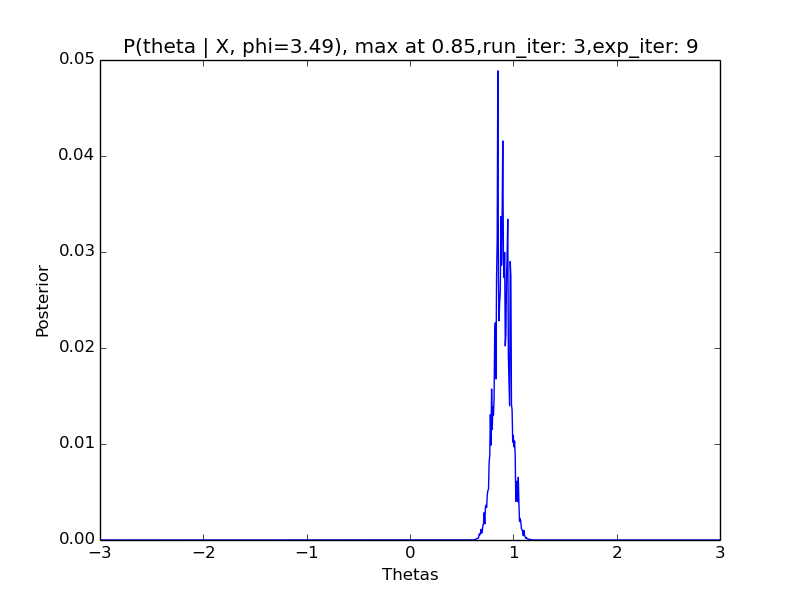 P(theta | X, phi=3.49), max at 0.85,run_iter: 3,exp_iter: 9
0.05
0.04
0.03
0.02
0.01
0.00
Posterior
−3 −2 −1 0 1 2 3
Thetas